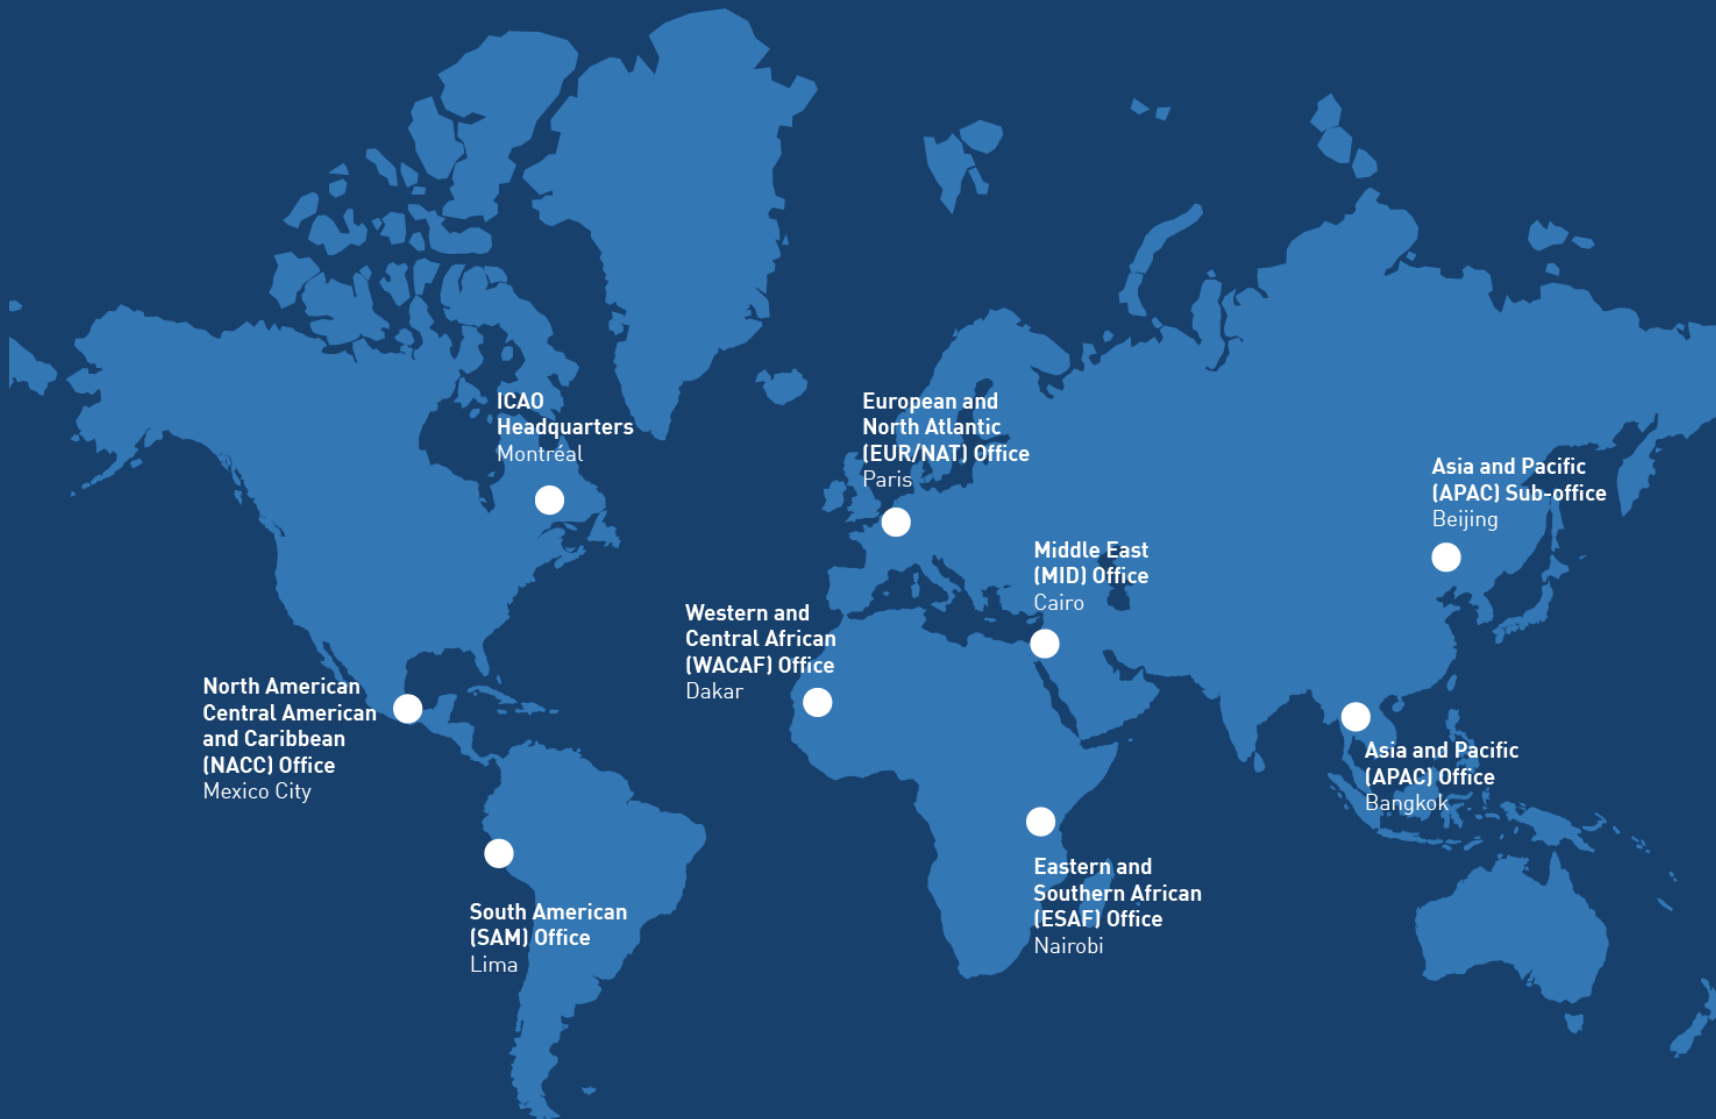 ICAO
Headquarters
Montréal
European and
North Atlantic
(EUR/NAT) Office
Paris
Asia and Pacific
(APAC) Sub-office
Beijing
Middle East
(MID) Office
Cairo
Western and
Central African
(WACAF) Office
Dakar
North American
Central American
and Caribbean
(NACC) Office
Mexico City
Asia and Pacific
(APAC) Office
Bangkok
Eastern and
Southern African
(ESAF) Office
Nairobi
South American
(SAM) Office
Lima